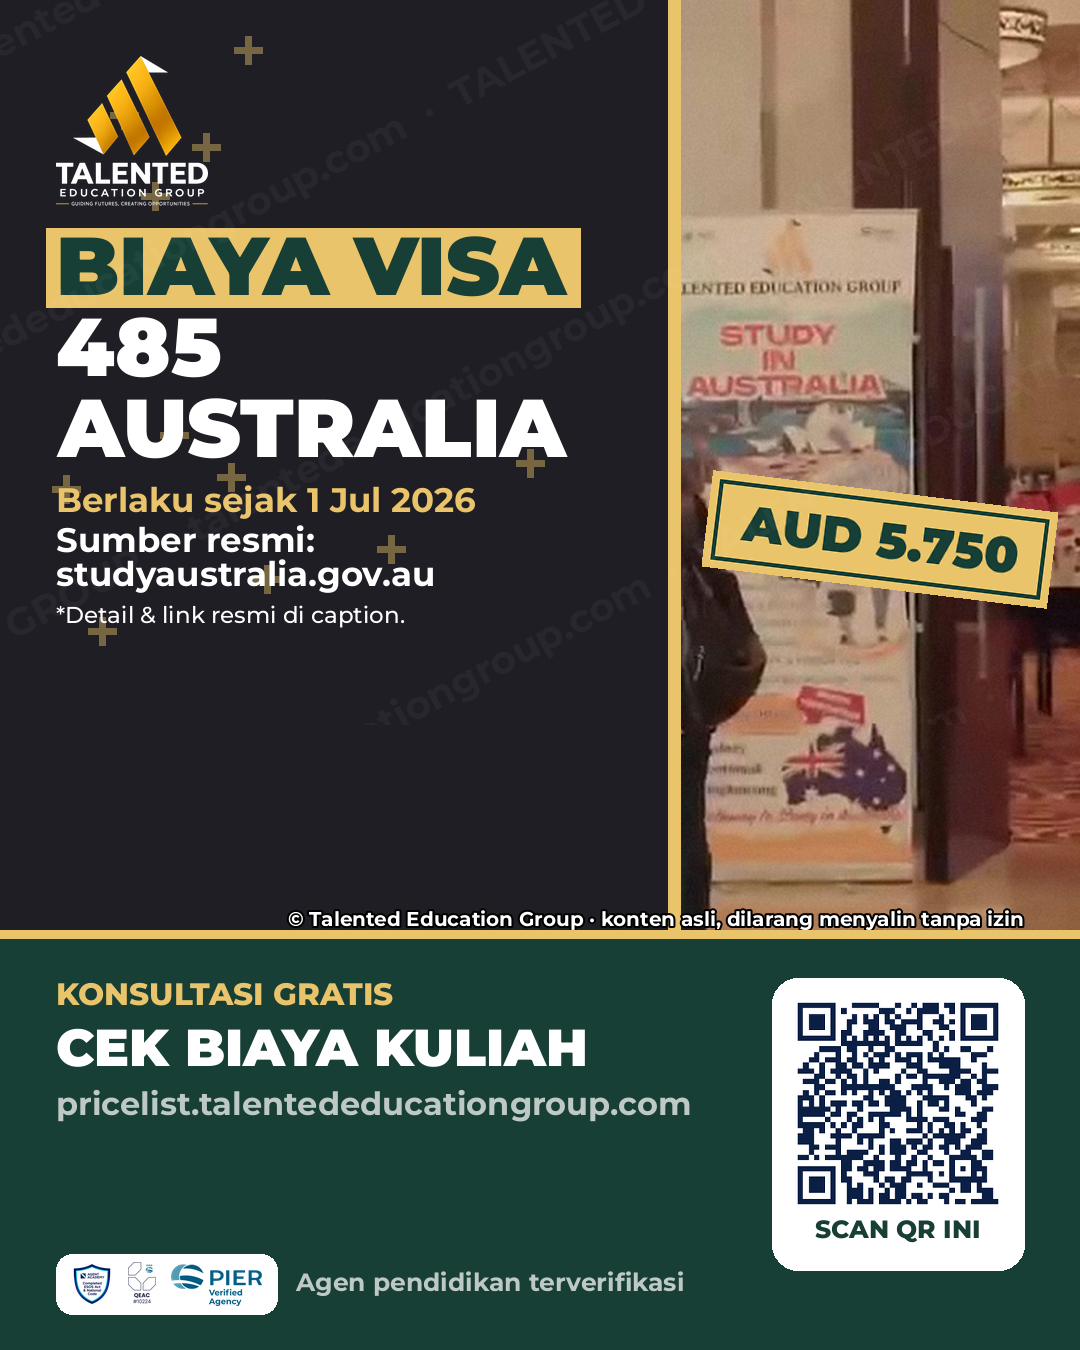 TALENTED
EDUCATION GROUP
GUIDING FUTURES, CREATING OPPORTUNITIES
BIAYA VISA
485
AUSTRALIA
Berlaku sejak 1 Jul 2026
Sumber resmi:
studyaustralia.gov.au
*Detail & link resmi di caption.
LENTED EDUCATION GROUP
STUDY
IN
AUSTRALIA
AUD 5.750
© Talented Education Group · konten asli, dilarang menyalin tanpa izin
KONSULTASI GRATIS
CEK BIAYA KULIAH
pricelist.talentededucationgroup.com
SCAN QR INI
QEAC
#10224
PIER
Verified
Agency
Agen pendidikan terverifikasi